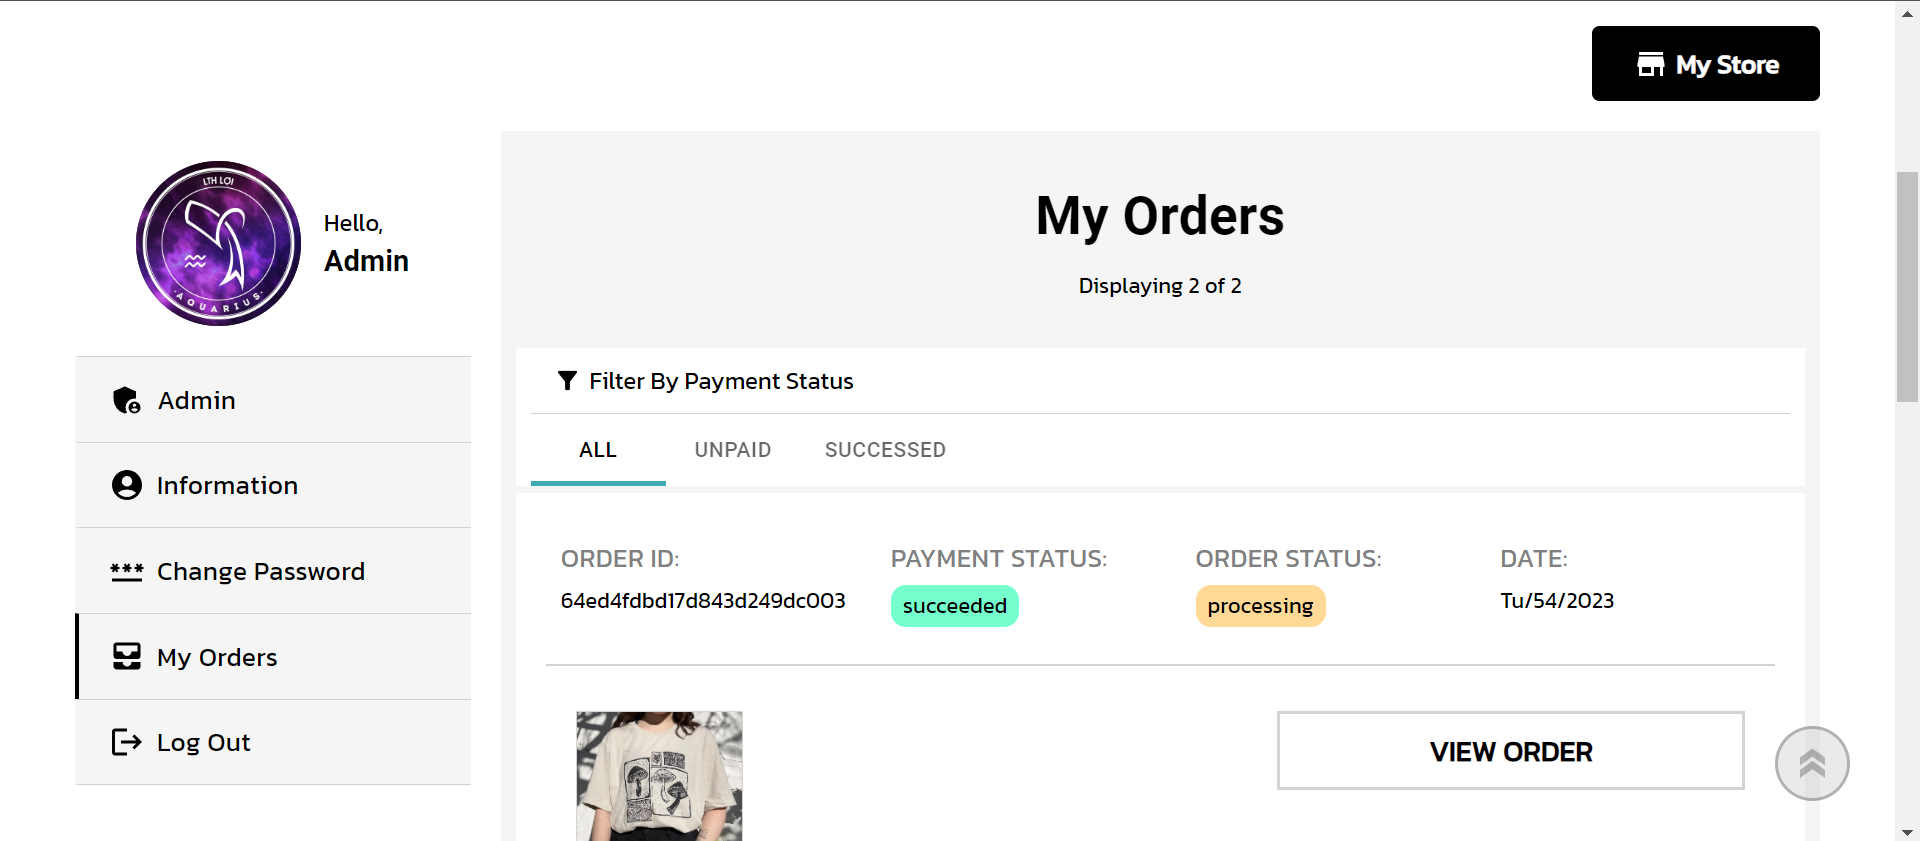 My Store
LTH LỢI
AQUARIUS
Hello,
Admin
Admin
Information
Change Password
My Orders
Log Out
My Orders
Displaying 2 of 2
Filter By Payment Status
ALL UNPAID SUCCESSED
ORDER ID: PAYMENT STATUS: ORDER STATUS: DATE:
64ed4fdbd17d843d249dc003 succeeded processing Tu/54/2023
VIEW ORDER